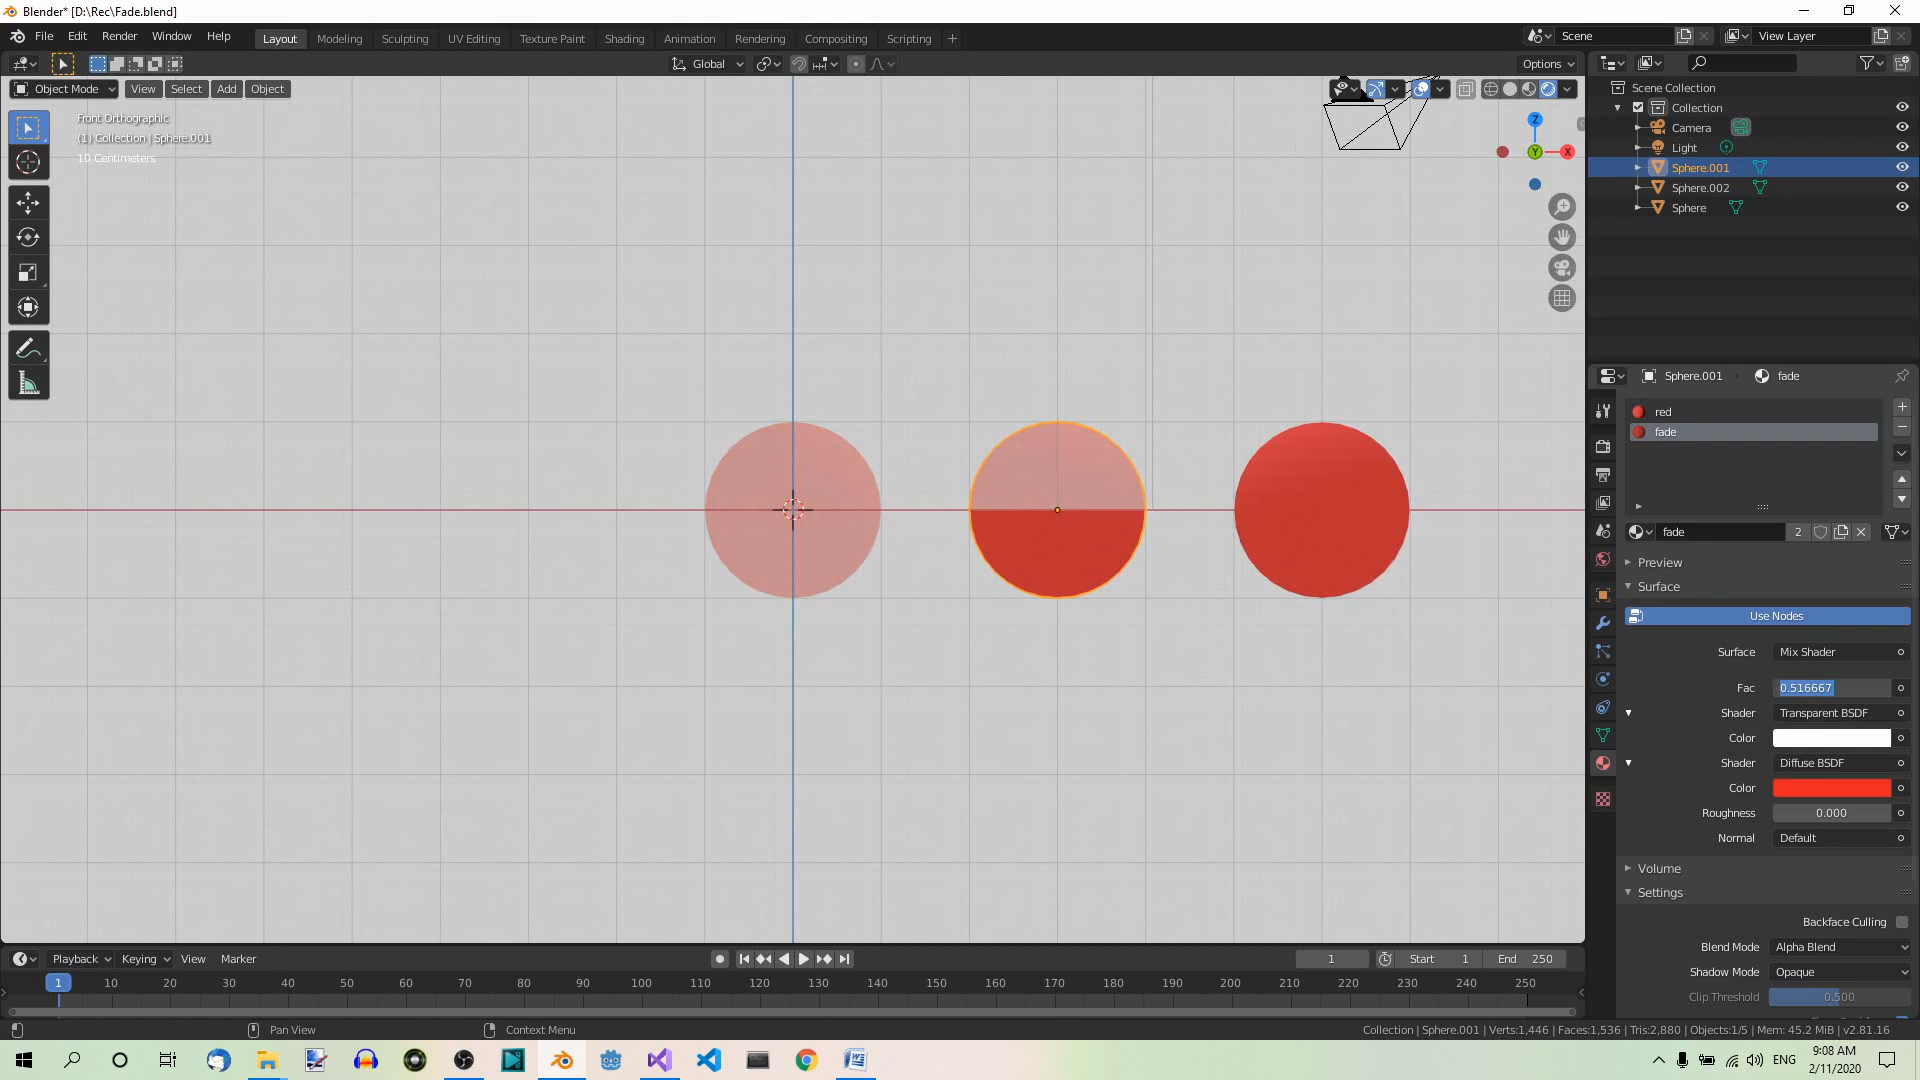 Blender* [D:\Rec\Fade.blend]
File Edit Render Window Help
Layout Modeling Sculpting UV Editing Texture Paint Shading Animation Rendering Compositing Scripting
Scene
View Layer
Global
Options
Object Mode View Select Add Object
Front Orthographic
(1) Collection | Sphere.001
10 Centimeters
Z
Y
X
Scene Collection
Collection
Camera
Light
Sphere.001
Sphere.002
Sphere
Sphere.001 fade
red
fade
fade 2
Preview
Surface
Use Nodes
Surface Mix Shader
Fac 0.516667
Shader Transparent BSDF
Color
Shader Diffuse BSDF
Color
Roughness 0.000
Normal Default
Volume
Settings
Backface Culling
Blend Mode Alpha Blend
Shadow Mode Opaque
Clip Threshold 0.500
Playback Keying View Marker
1 Start 1 End 250
1 10 20 30 40 50 60 70 80 90 100 110 120 130 140 150 160 170 180 190 200 210 220 230 240 250
Pan View Context Menu
Collection | Sphere.001 | Verts:1,446 | Faces:1,536 | Tris:2,880 | Objects:1/5 | Mem: 45.2 MiB | v2.81.16
ENG
9:08 AM
2/11/2020